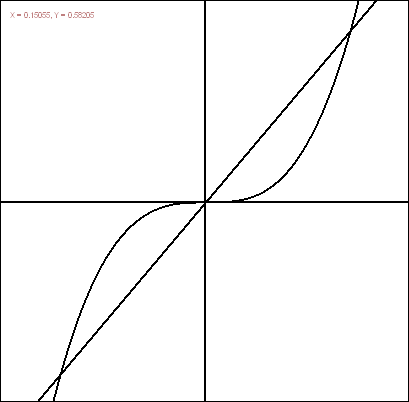 X = 0.15055, Y = 0.58205